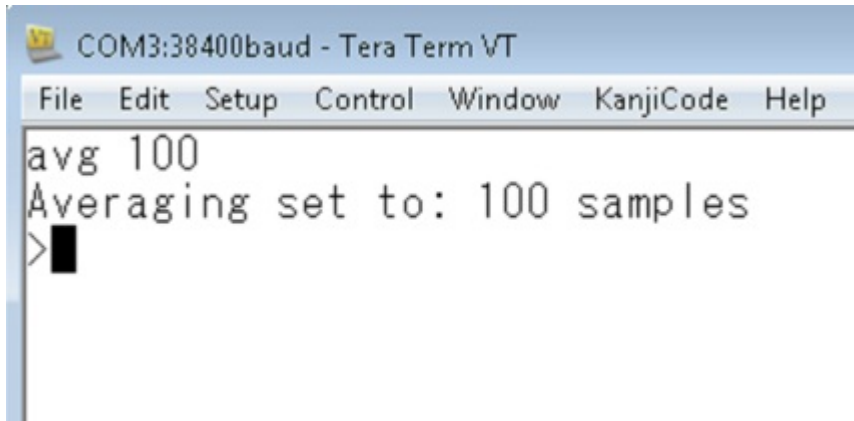 COM3:38400baud - Tera Term VT
File Edit Setup Control Window KanjiCode Help
avg 100
Averaging set to: 100 samples
>